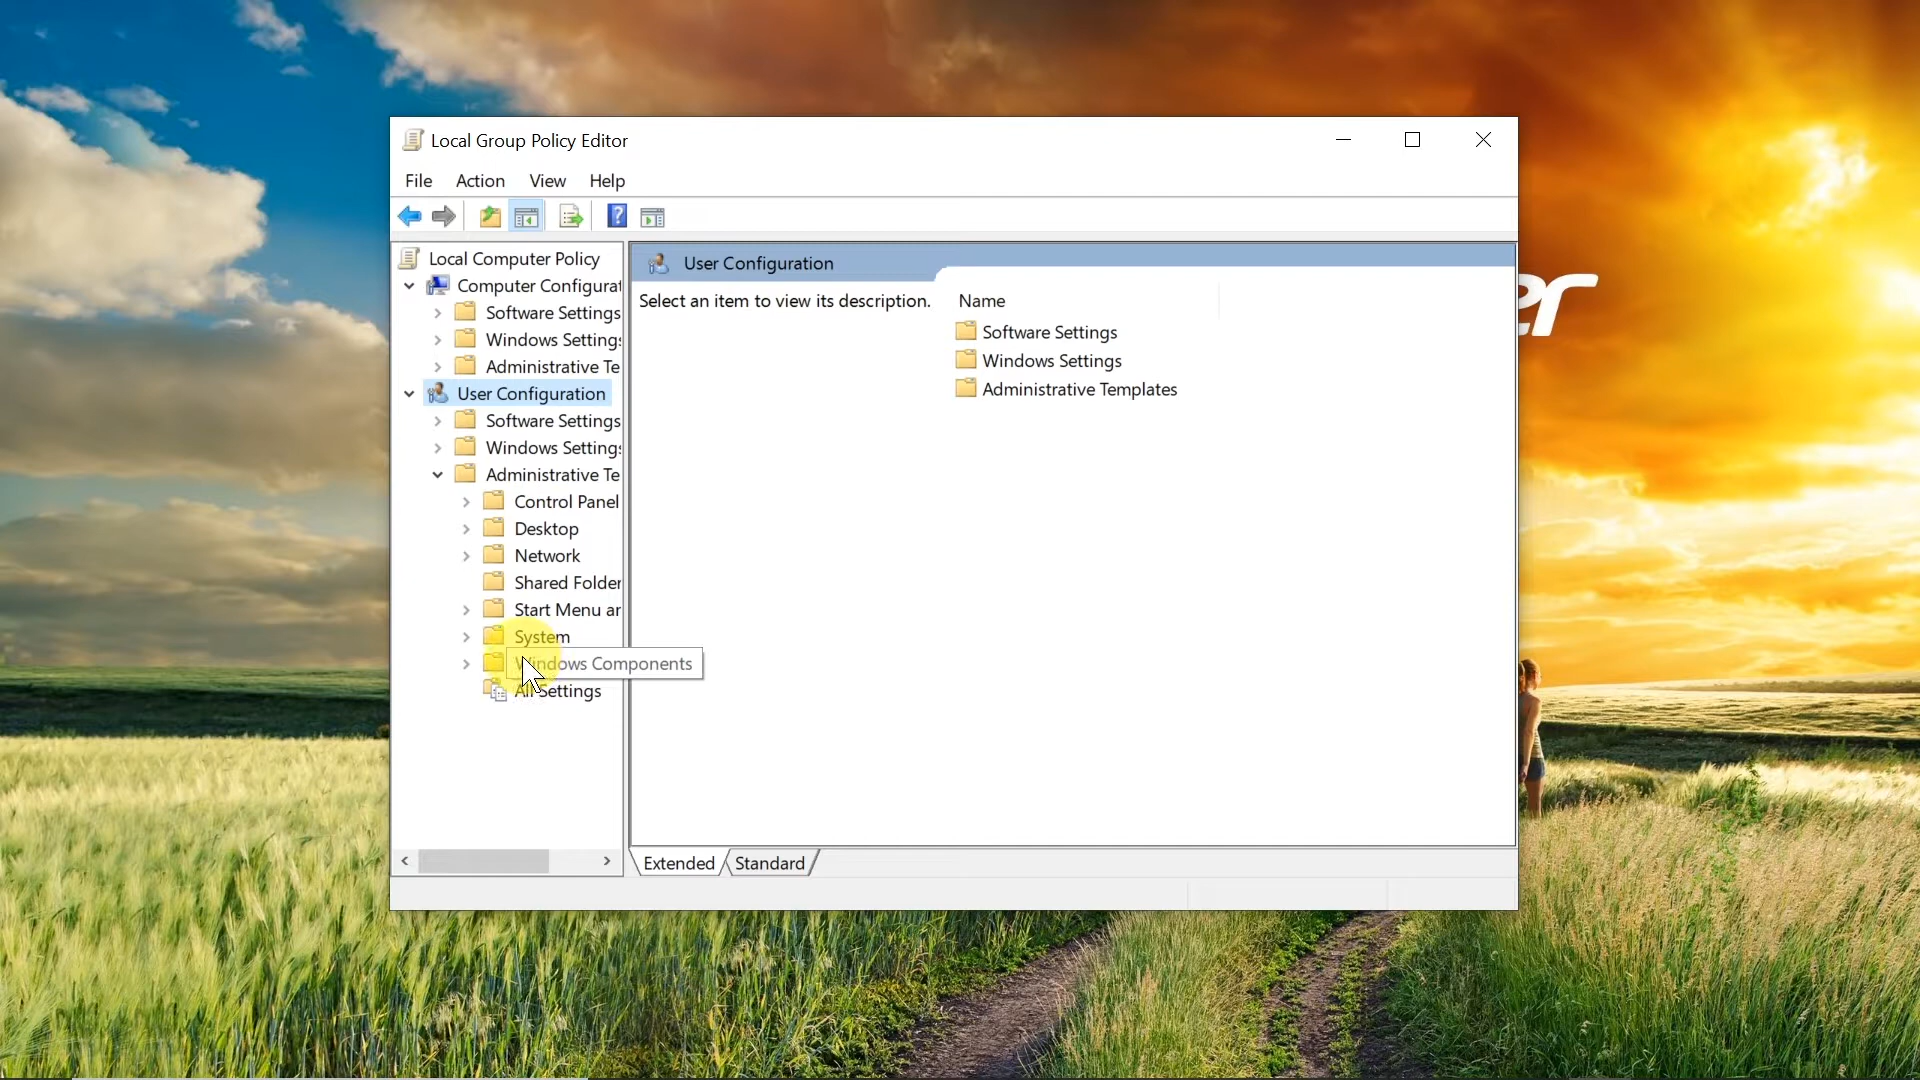 Local Group Policy Editor
File Action View Help
Local Computer Policy
Computer Configurat
Software Settings
Windows Settings
Administrative Te
User Configuration
Software Settings
Windows Settings
Administrative Te
Control Panel
Desktop
Network
Shared Folder
Start Menu ar
System
Windows Components
All Settings
User Configuration
Select an item to view its description.
Name
Software Settings
Windows Settings
Administrative Templates
Extended Standard
er